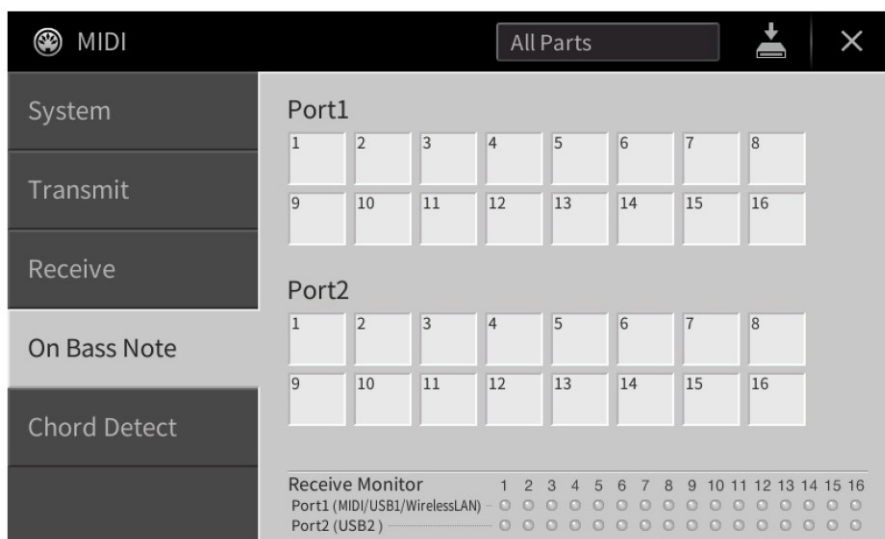 MIDI
All Parts
System
Transmit
Receive
On Bass Note
Chord Detect
Port1
1 2 3 4 5 6 7 8
9 10 11 12 13 14 15 16
Port2
1 2 3 4 5 6 7 8
9 10 11 12 13 14 15 16
Receive Monitor 1 2 3 4 5 6 7 8 9 10 11 12 13 14 15 16
Port1 (MIDI/USB1/WirelessLAN)
Port2 (USB2 )